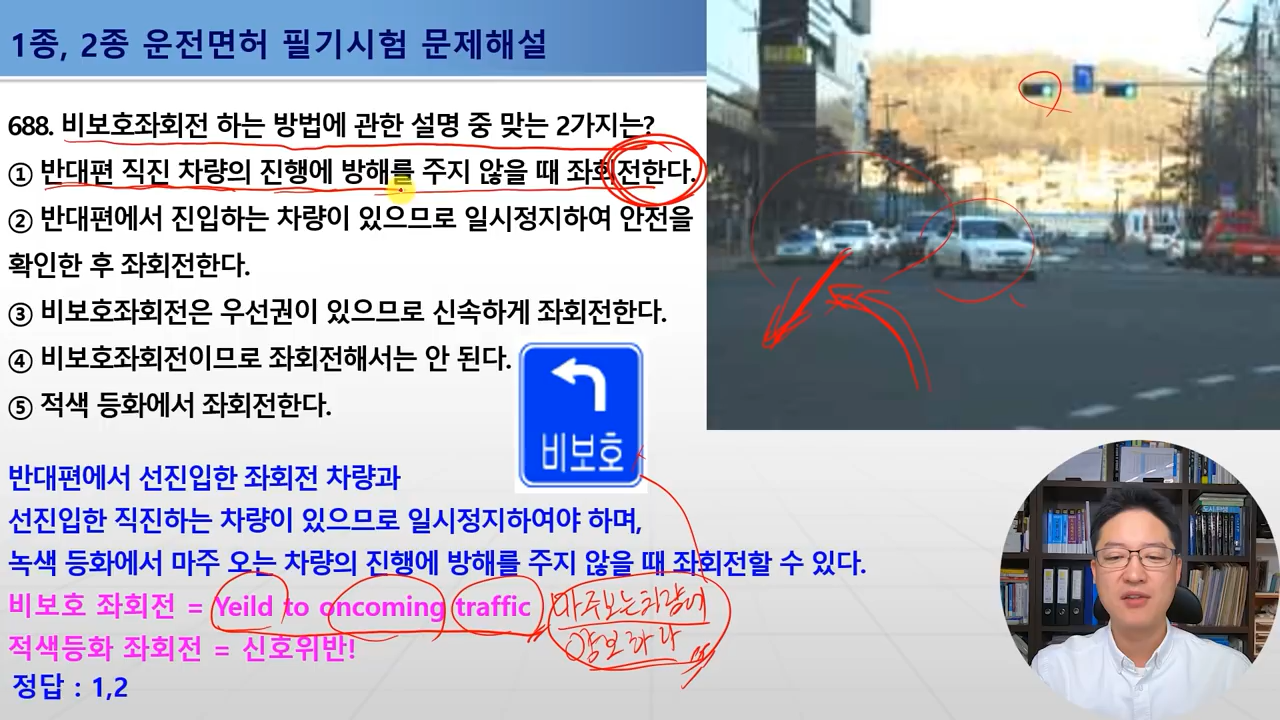 1종, 2종 운전면허 필기시험 문제해설
688. 비보호좌회전 하는 방법에 관한 설명 중 맞는 2가지는?
① 반대편 직진 차량의 진행에 방해를 주지 않을 때 좌회전한다.
② 반대편에서 진입하는 차량이 있으므로 일시정지하여 안전을
확인한 후 좌회전한다.
③ 비보호좌회전은 우선권이 있으므로 신속하게 좌회전한다.
④ 비보호좌회전이므로 좌회전해서는 안 된다.
⑤ 적색 등화에서 좌회전한다.
비보호
반대편에서 선진입한 좌회전 차량과
선진입한 직진하는 차량이 있으므로 일시정지하여야 하며,
녹색 등화에서 마주 오는 차량의 진행에 방해를 주지 않을 때 좌회전할 수 있다.
비보호 좌회전 = Yeild to oncoming traffic
마주보는차량에
양보하라
적색등화 좌회전 = 신호위반!
정답 : 1,2